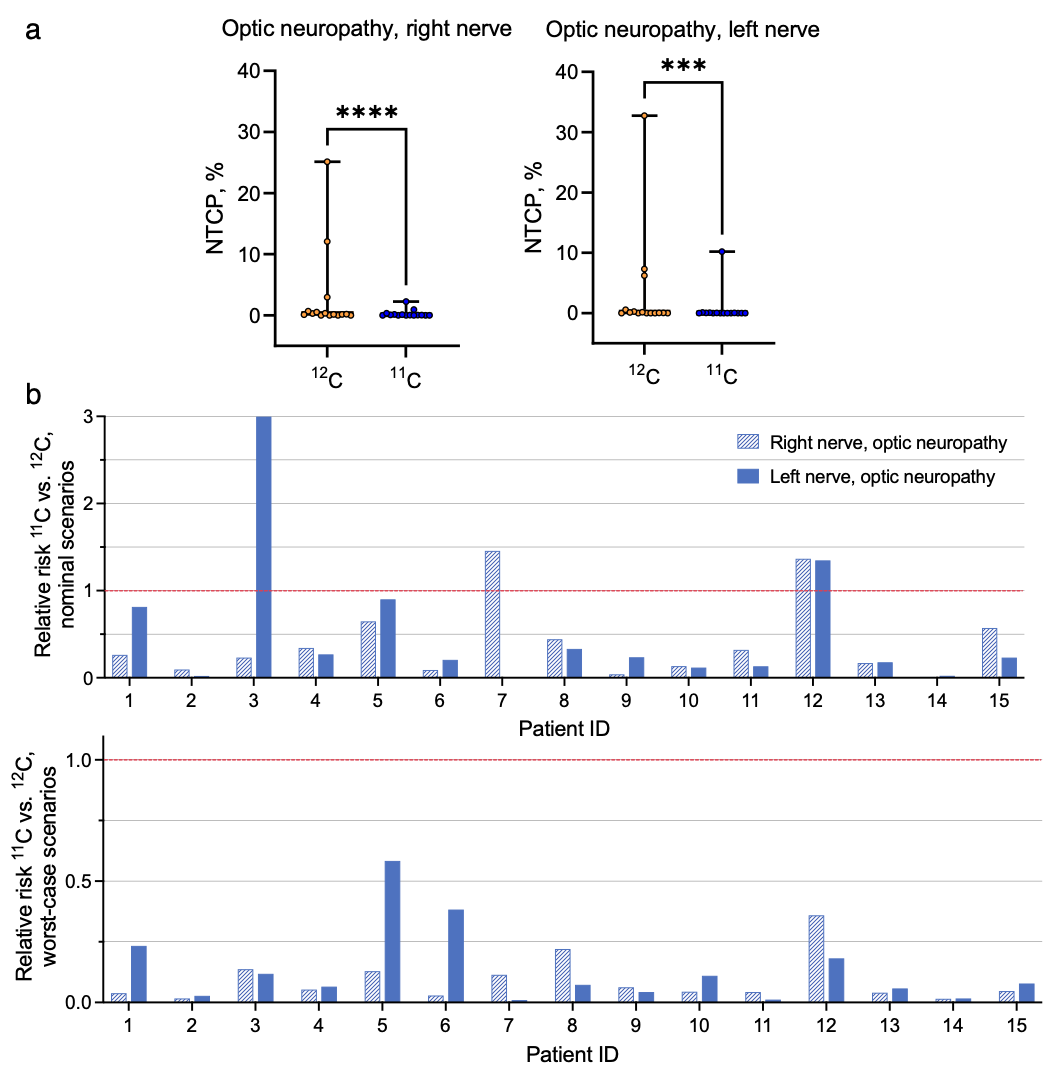 a
Optic neuropathy, right nerve
Optic neuropathy, left nerve
NTCP, %
40
30
20
10
0
****
¹²C
¹¹C
NTCP, %
40
30
20
10
0
***
¹²C
¹¹C
b
Relative risk ¹¹C vs. ¹²C,
nominal scenarios
3
2
1
0
Right nerve, optic neuropathy
Left nerve, optic neuropathy
1 2 3 4 5 6 7 8 9 10 11 12 13 14 15
Patient ID
Relative risk ¹¹C vs. ¹²C,
worst-case scenarios
1.0
0.5
0.0
1 2 3 4 5 6 7 8 9 10 11 12 13 14 15
Patient ID